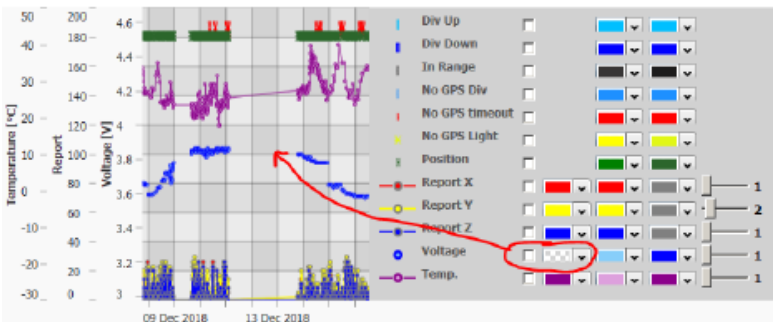 50
40
30
20
10
0
-10
-20
-30
Temperature [ºC]
200
180
160
140
120
100
80
60
40
20
0
Report
4.6
4.4
4.2
4
3.8
3.6
3.4
3.2
3
Voltage [V]
09 Dec 2018
13 Dec 2018
Div Up
Div Down
In Range
No GPS Div
No GPS timeout
No GPS Light
Position
Report X 1
Report Y 2
Report Z 1
Voltage 1
Temp. 1